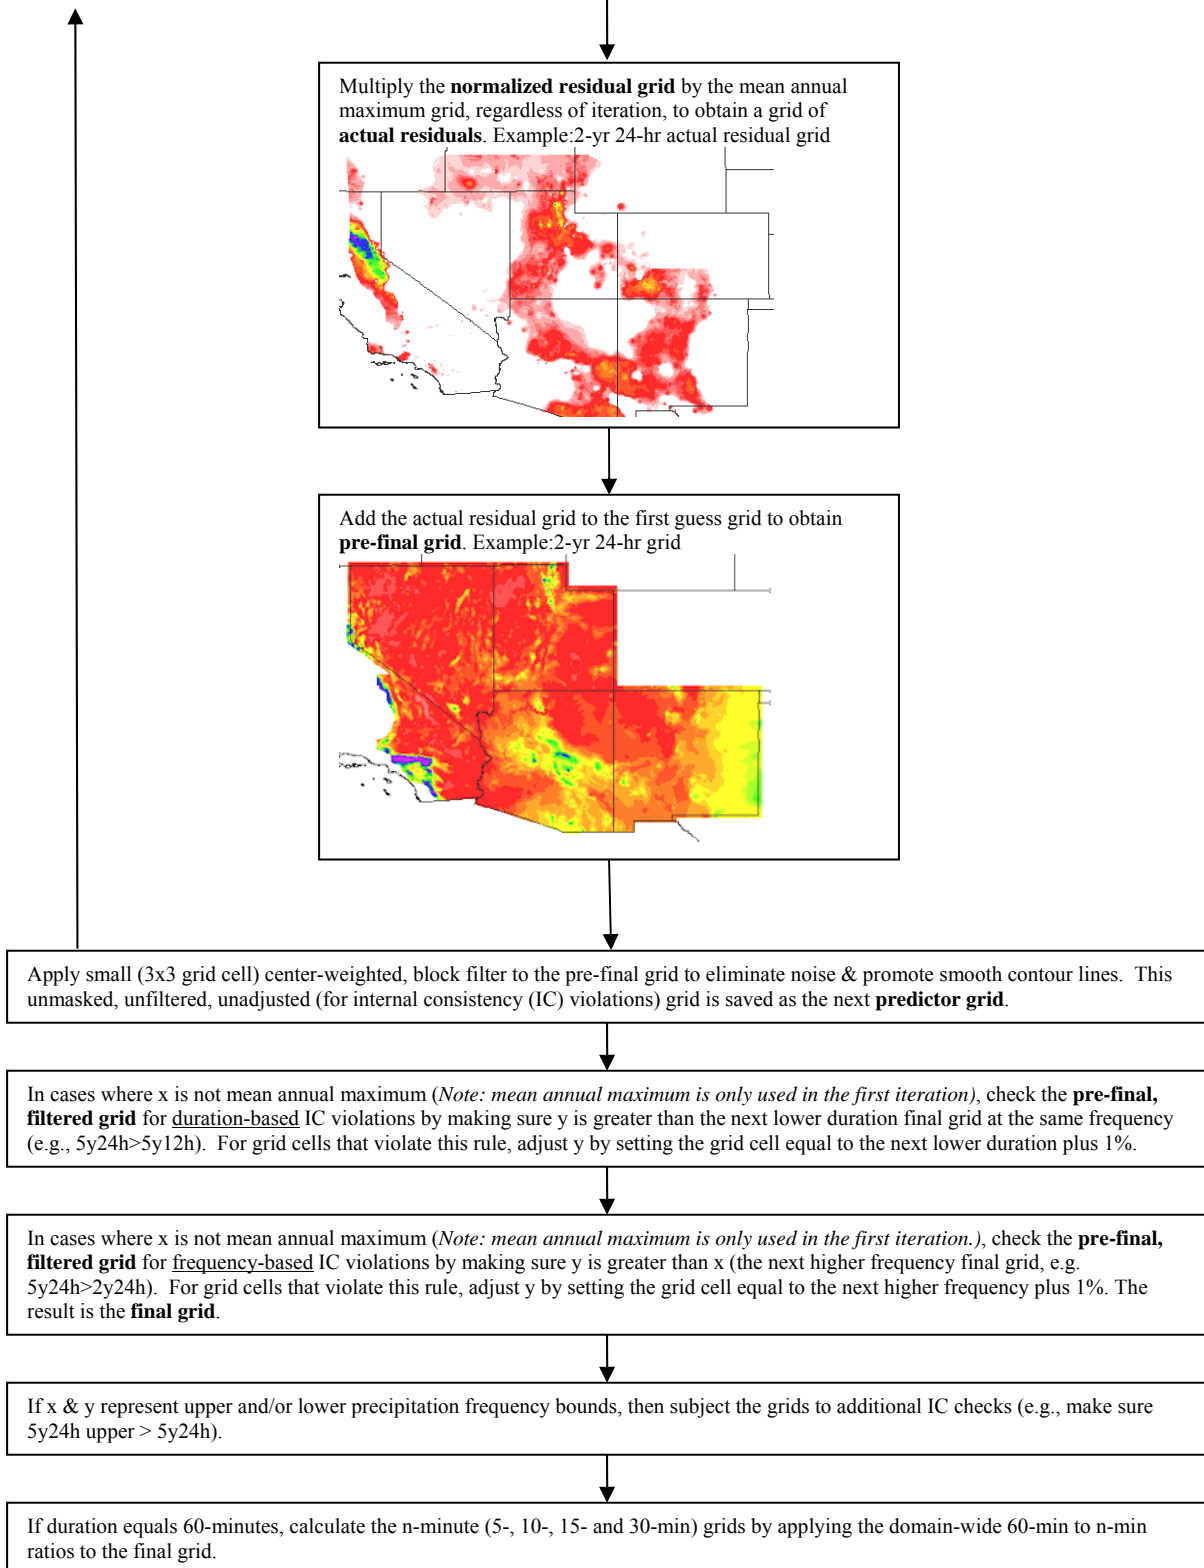 Multiply the normalized residual grid by the mean annual
maximum grid, regardless of iteration, to obtain a grid of
actual residuals. Example:2-yr 24-hr actual residual grid
Add the actual residual grid to the first guess grid to obtain
pre-final grid. Example:2-yr 24-hr grid
Apply small (3x3 grid cell) center-weighted, block filter to the pre-final grid to eliminate noise & promote smooth contour lines.  This
unmasked, unfiltered, unadjusted (for internal consistency (IC) violations) grid is saved as the next predictor grid.
In cases where x is not mean annual maximum (Note: mean annual maximum is only used in the first iteration), check the pre-final,
filtered grid for duration-based IC violations by making sure y is greater than the next lower duration final grid at the same frequency
(e.g., 5y24h>5y12h).  For grid cells that violate this rule, adjust y by setting the grid cell equal to the next lower duration plus 1%.
In cases where x is not mean annual maximum (Note: mean annual maximum is only used in the first iteration.), check the pre-final,
filtered grid for frequency-based IC violations by making sure y is greater than x (the next higher frequency final grid, e.g.
5y24h>2y24h).  For grid cells that violate this rule, adjust y by setting the grid cell equal to the next higher frequency plus 1%. The
result is the final grid.
If x & y represent upper and/or lower precipitation frequency bounds, then subject the grids to additional IC checks (e.g., make sure
5y24h upper > 5y24h).
If duration equals 60-minutes, calculate the n-minute (5-, 10-, 15- and 30-min) grids by applying the domain-wide 60-min to n-min
ratios to the final grid.